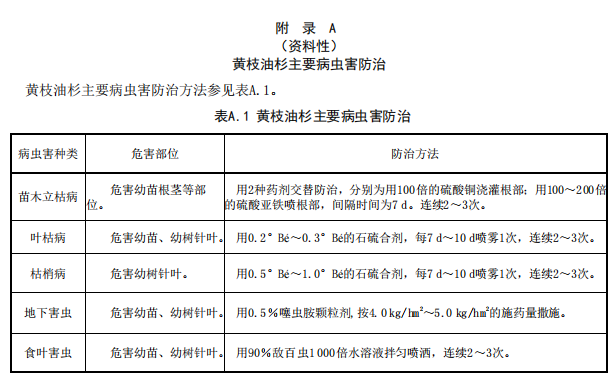 附 录 A
（资料性）
黄枝油杉主要病虫害防治
黄枝油杉主要病虫害防治方法参见表A.1。
表A.1 黄枝油杉主要病虫害防治
病虫害种类 危害部位 防治方法
苗木立枯病 危害幼苗根茎等部位。 用2种药剂交替防治，分别为用100倍的硫酸铜浇灌根部；用100～200倍
的硫酸亚铁喷根部，间隔时间为7 d。连续2～3次。
叶枯病 危害幼苗、幼树针叶。 用0.2° Bé～0.3° Bé的石硫合剂，每7 d～10 d喷雾1次，连续2～3次。
枯梢病 危害幼树针叶。 用0.5° Bé～1.0° Bé的石硫合剂，每7 d～10 d喷雾1次，连续2～3次。
地下害虫 危害幼苗、幼树针叶。 用0.5%噻虫胺颗粒剂,按4.0 kg/hm²～5.0 kg/hm²的施药量撒施。
食叶害虫 危害幼苗、幼树针叶。 用90%敌百虫1000倍水溶液拌匀喷洒，连续2～3次。